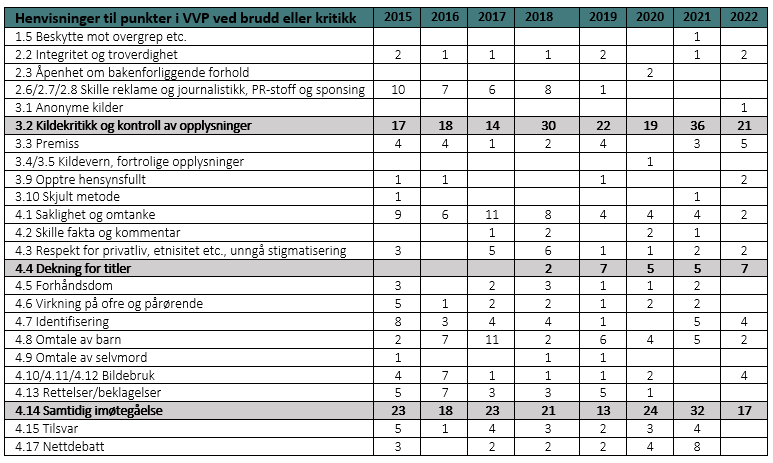 Henvisninger til punkter i VVP ved brudd eller kritikk 2015 2016 2017 2018 2019 2020 2021 2022
1.5 Beskytte mot overgrep etc. 1
2.2 Integritet og troverdighet 2 1 1 1 2 1 2
2.3 Åpenhet om bakenforliggende forhold 2
2.6/2.7/2.8 Skille reklame og journalistikk, PR-stoff og sponsing 10 7 6 8 1
3.1 Anonyme kilder 1
3.2 Kildekritikk og kontroll av opplysninger 17 18 14 30 22 19 36 21
3.3 Premiss 4 4 1 2 4 3 5
3.4/3.5 Kildevern, fortrolige opplysninger 1
3.9 Opptre hensynsfullt 1 1 1 2
3.10 Skjult metode 1 1
4.1 Saklighet og omtanke 9 6 11 8 4 4 4 2
4.2 Skille fakta og kommentar 1 2 2 1
4.3 Respekt for privatliv, etnisitet etc., unngå stigmatisering 3 5 6 1 1 2 2
4.4 Dekning for titler 2 7 5 5 7
4.5 Forhåndsdom 3 2 3 1 1 2
4.6 Virkning på ofre og pårørende 5 1 2 2 1 2 2
4.7 Identifisering 8 3 4 4 1 5 4
4.8 Omtale av barn 2 7 11 2 6 4 5 2
4.9 Omtale av selvmord 1 1 1
4.10/4.11/4.12 Bildebruk 4 7 1 1 1 2 4
4.13 Rettelser/beklagelser 5 7 3 3 5 1
4.14 Samtidig imøtegåelse 23 18 23 21 13 24 32 17
4.15 Tilsvar 5 1 4 3 2 3 4
4.17 Nettdebatt 3 2 2 2 4 8